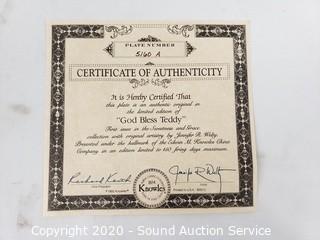 PLATE NUMBER
5160 A
CERTIFICATE OF AUTHENTICITY
It is Hereby Certified That
this plate is an authentic original in
the limited edition of
"God Bless Teddy"
First issue in the Sweetness and Grace
collection with original artistry by Jennifer R. Welty.
Presented under the hallmark of the Edwin M. Knowles China
Company in an edition limited to 150 firing days maximum
Knowles
Copyright 2020 - Sound Auction Service